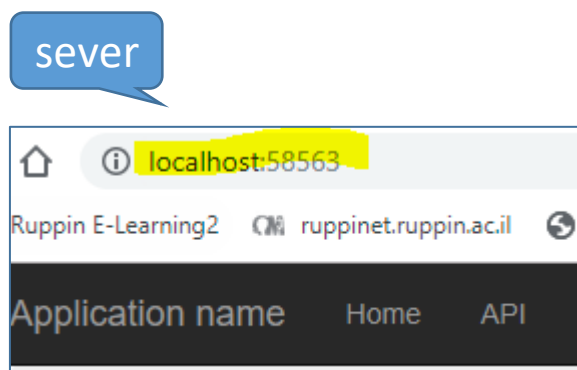 sever
localhost:58563
Ruppin E-Learning2 ruppinet.ruppin.ac.il
Application name Home API